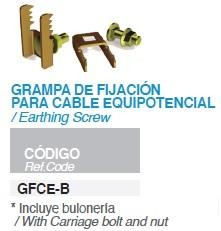 GRAMPA DE FIJACIÓN
PARA CABLE EQUIPOTENCIAL
/ Earthing Screw
CÓDIGO
Ref.Code
GFCE-B
* Incluye bulonería
/ With Carriage bolt and nut